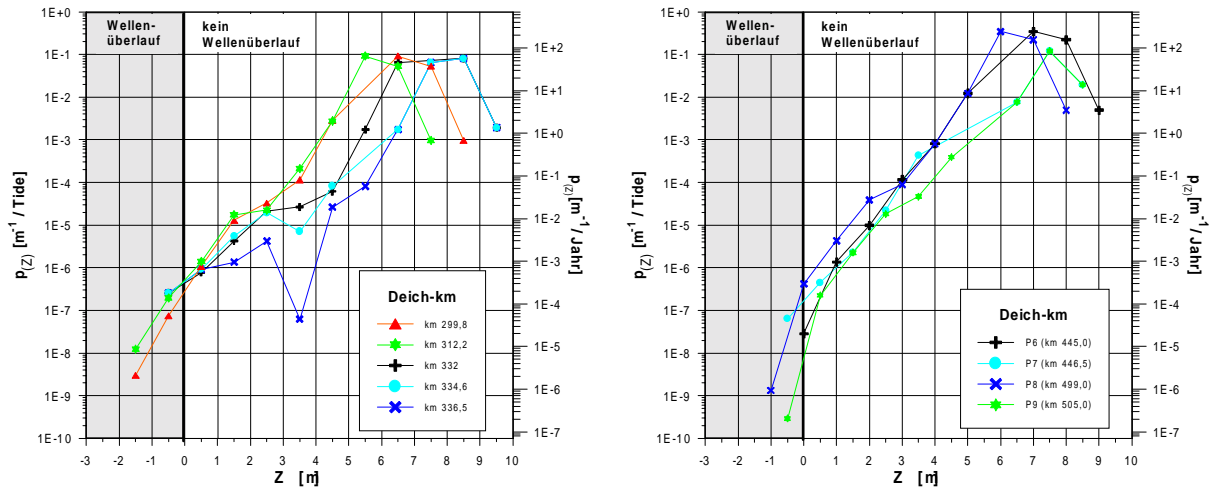 Wellen-
überlauf
kein
Wellenüberlauf
1E+0
1E-1
1E-2
1E-3
1E-4
1E-5
1E-6
1E-7
1E-8
1E-9
1E-10
p(Z) [m-1 / Tide]
1E+2
1E+1
1E+0
1E-1
1E-2
1E-3
1E-4
1E-5
1E-6
1E-7
p(Z)[m-1/ Jahr]
Deich-km
km 299,8
km 312,2
km 332
km 334,6
km 336,5
-3 -2 -1 0 1 2 3 4 5 6 7 8 9 10
Z [m]
Wellen-
überlauf
kein
Wellenüberlauf
1E+0
1E-1
1E-2
1E-3
1E-4
1E-5
1E-6
1E-7
1E-8
1E-9
1E-10
p(Z) [m-1 / Tide]
1E+2
1E+1
1E+0
1E-1
1E-2
1E-3
1E-4
1E-5
1E-6
1E-7
p(Z)[m-1/ Jahr]
Deich-km
P6 (km 445,0)
P7 (km 446,5)
P8 (km 499,0)
P9 (km 505,0)
-3 -2 -1 0 1 2 3 4 5 6 7 8 9 10
Z [m]